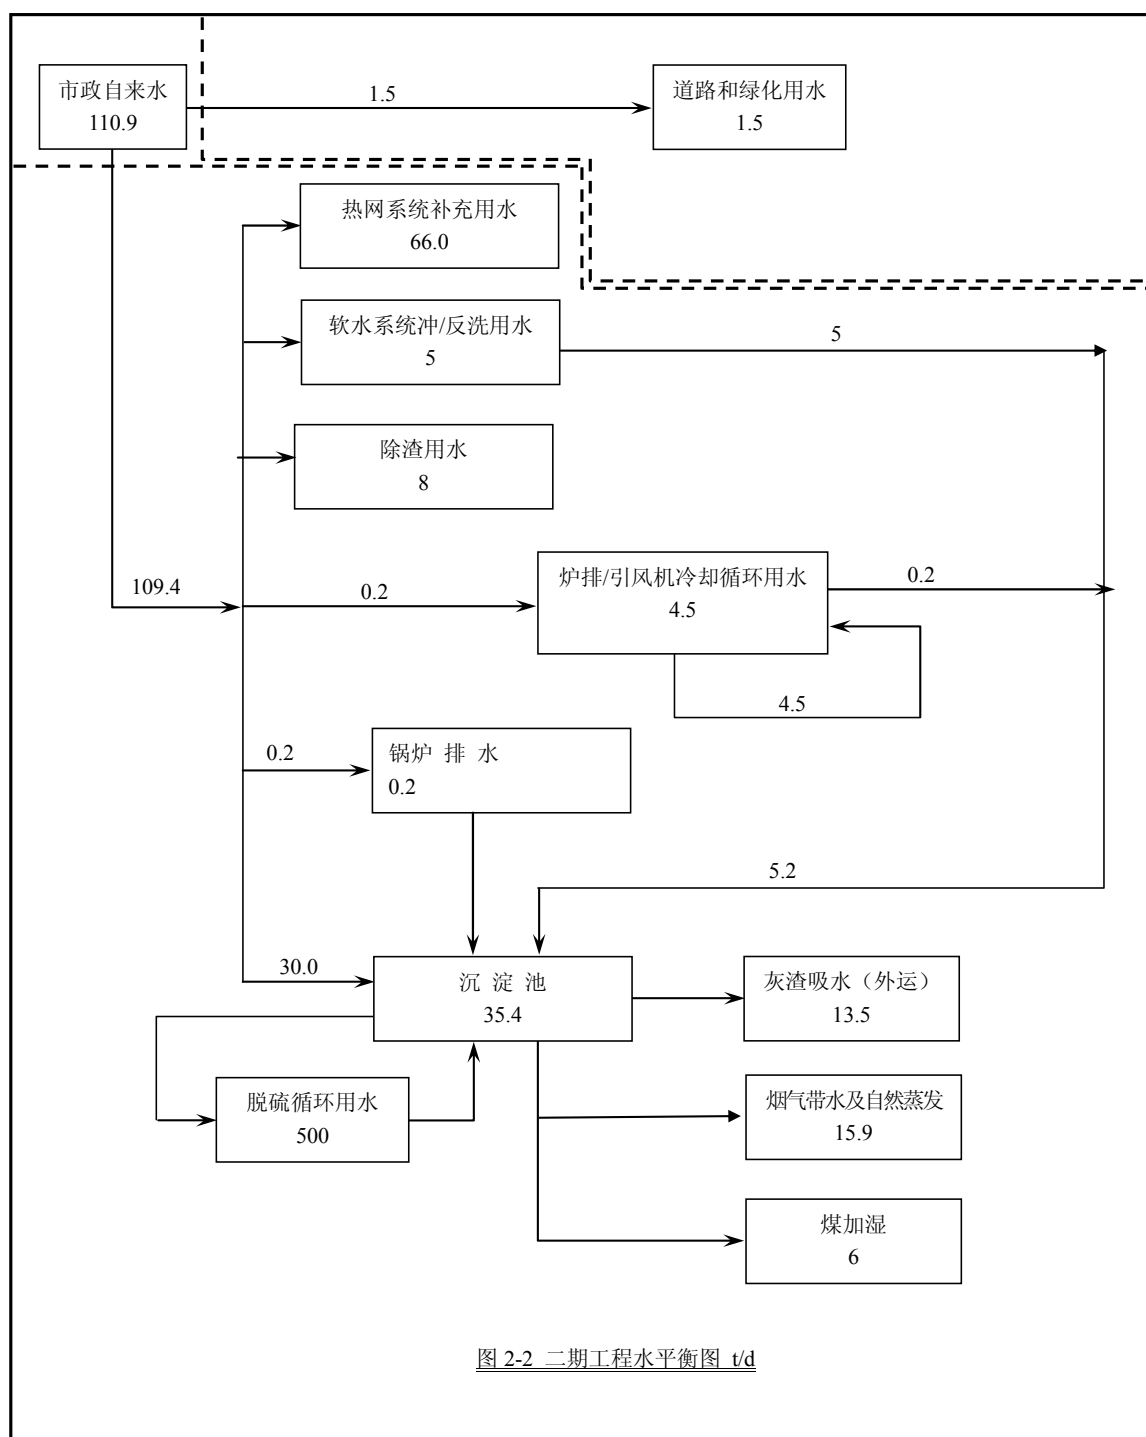 市政自来水
110.9
1.5
道路和绿化用水
1.5
热网系统补充用水
66.0
软水系统冲/反洗用水
5
5
除渣用水
8
109.4
0.2
炉排/引风机冷却循环用水
4.5
0.2
4.5
0.2
锅炉 排 水
0.2
5.2
30.0
沉 淀 池
35.4
灰渣吸水（外运）
13.5
脱硫循环用水
500
烟气带水及自然蒸发
15.9
煤加湿
6
图 2-2 二期工程水平衡图 t/d